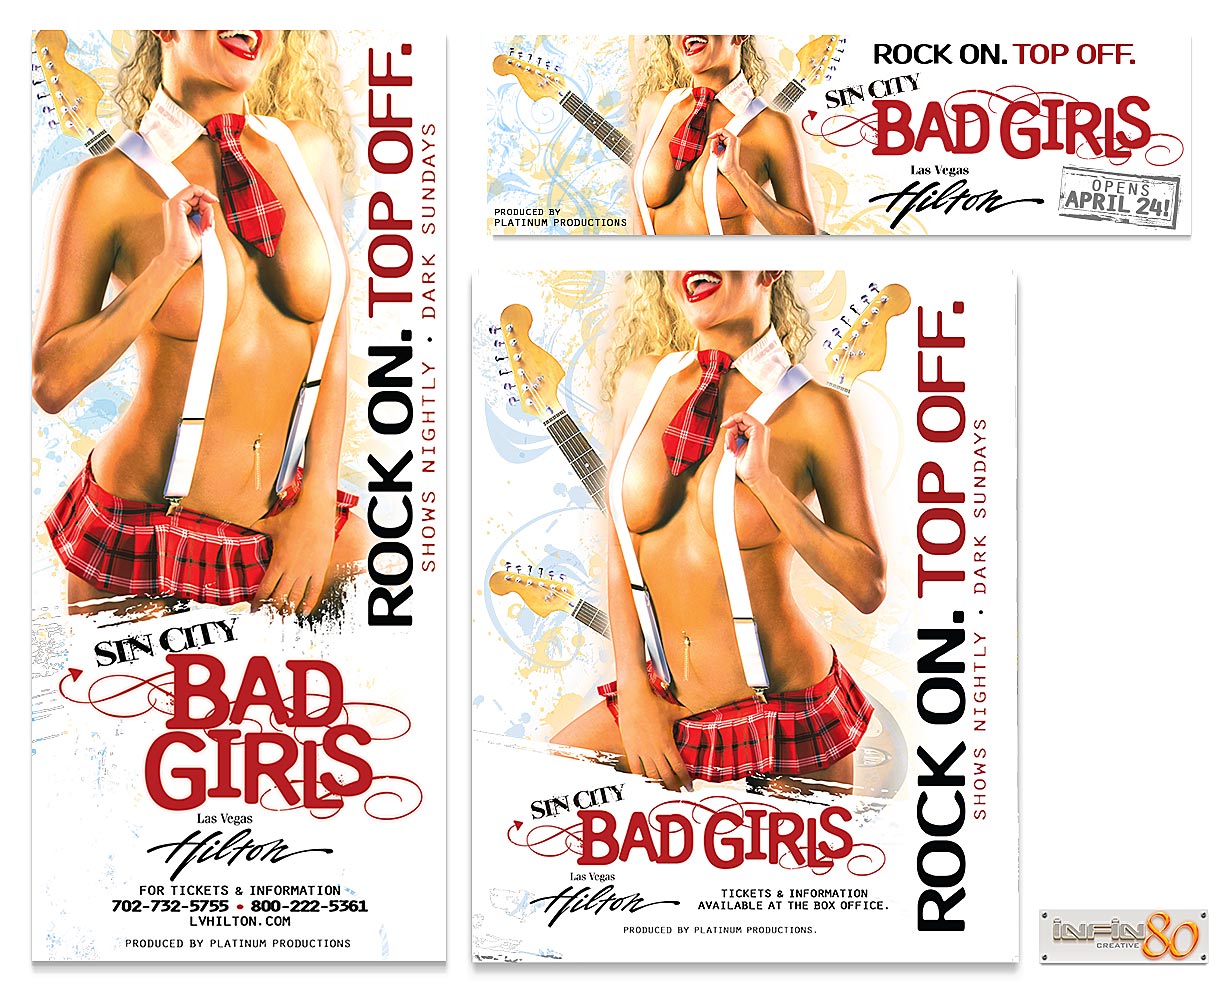 ROCK ON. TOP OFF.
SHOWS NIGHTLY • DARK SUNDAYS
SIN CITY
BAD
GIRLS
Las Vegas
Hilton
FOR TICKETS & INFORMATION
702-732-5755 • 800-222-5361
LVHILTON.COM
PRODUCED BY PLATINUM PRODUCTIONS
ROCK ON. TOP OFF.
SIN CITY
BAD GIRLS
Las Vegas
Hilton
OPENS
APRIL 24!
PRODUCED BY
PLATINUM PRODUCTIONS
ROCK ON. TOP OFF.
SHOWS NIGHTLY • DARK SUNDAYS
SIN CITY
BAD GIRLS
Las Vegas
Hilton
TICKETS & INFORMATION
AVAILABLE AT THE BOX OFFICE.
PRODUCED BY PLATINUM PRODUCTIONS.
INFIN80
CREATIVE